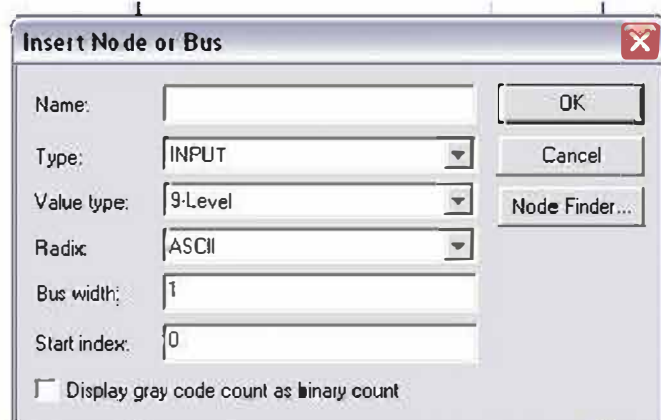 Insert Node or Bus
Name:
OK
Type: INPUT
Cancel
Value type: 9-Level
Node Finder...
Radix: ASCII
Bus width: 1
Start index: 0
Display gray code count as binary count